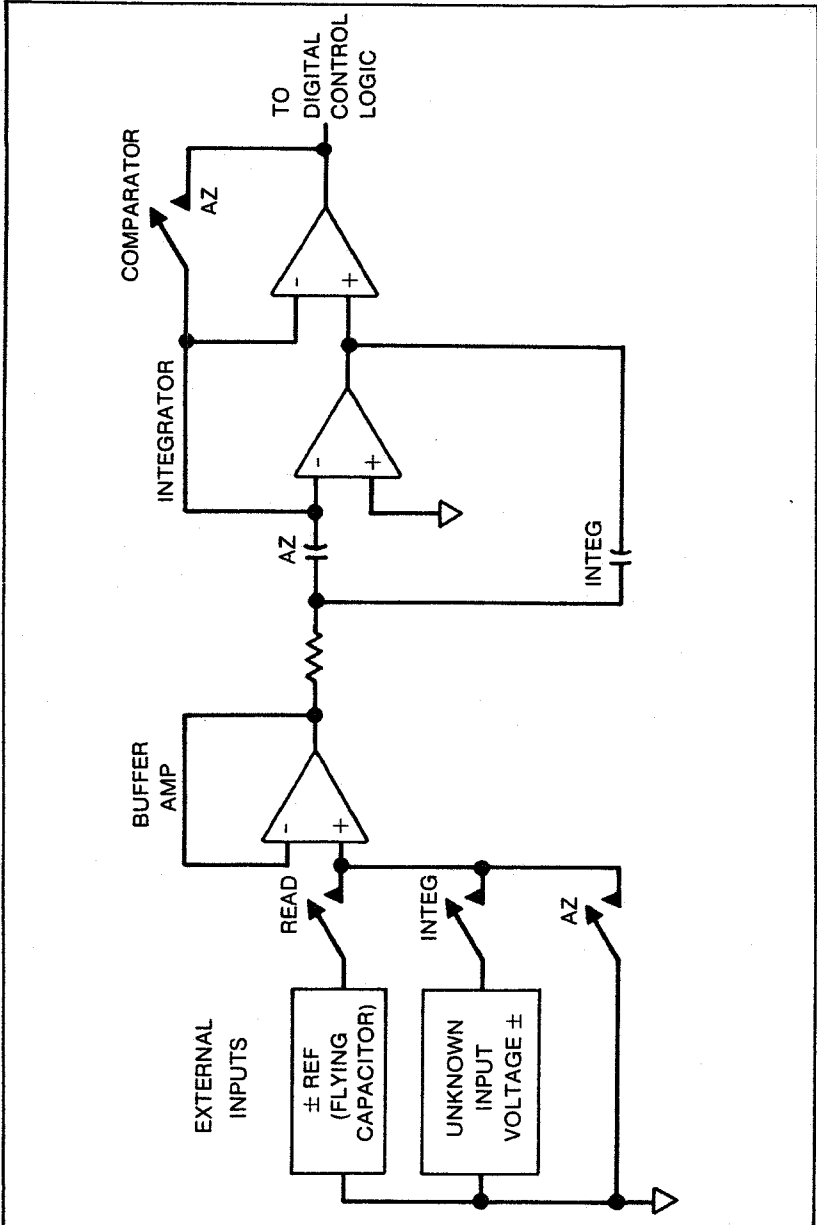 EXTERNAL
INPUTS
± REF
(FLYING
CAPACITOR)
UNKNOWN
INPUT
VOLTAGE ±
READ
INTEG
AZ
BUFFER
AMP
-
+
AZ
INTEG
INTEGRATOR
-
+
COMPARATOR
AZ
-
+
TO
DIGITAL
CONTROL
LOGIC